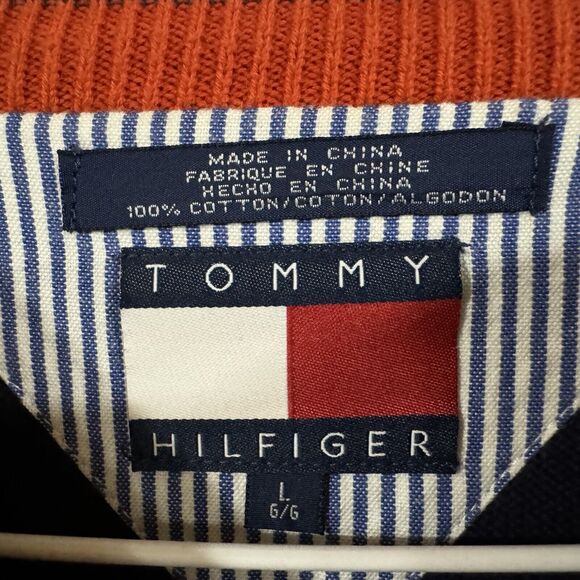 MADE IN CHINA
FABRIQUE EN CHINE
HECHO EN CHINA
100% COTTON/COTON/ALGODON
TOMMY
HILFIGER
L
G/G